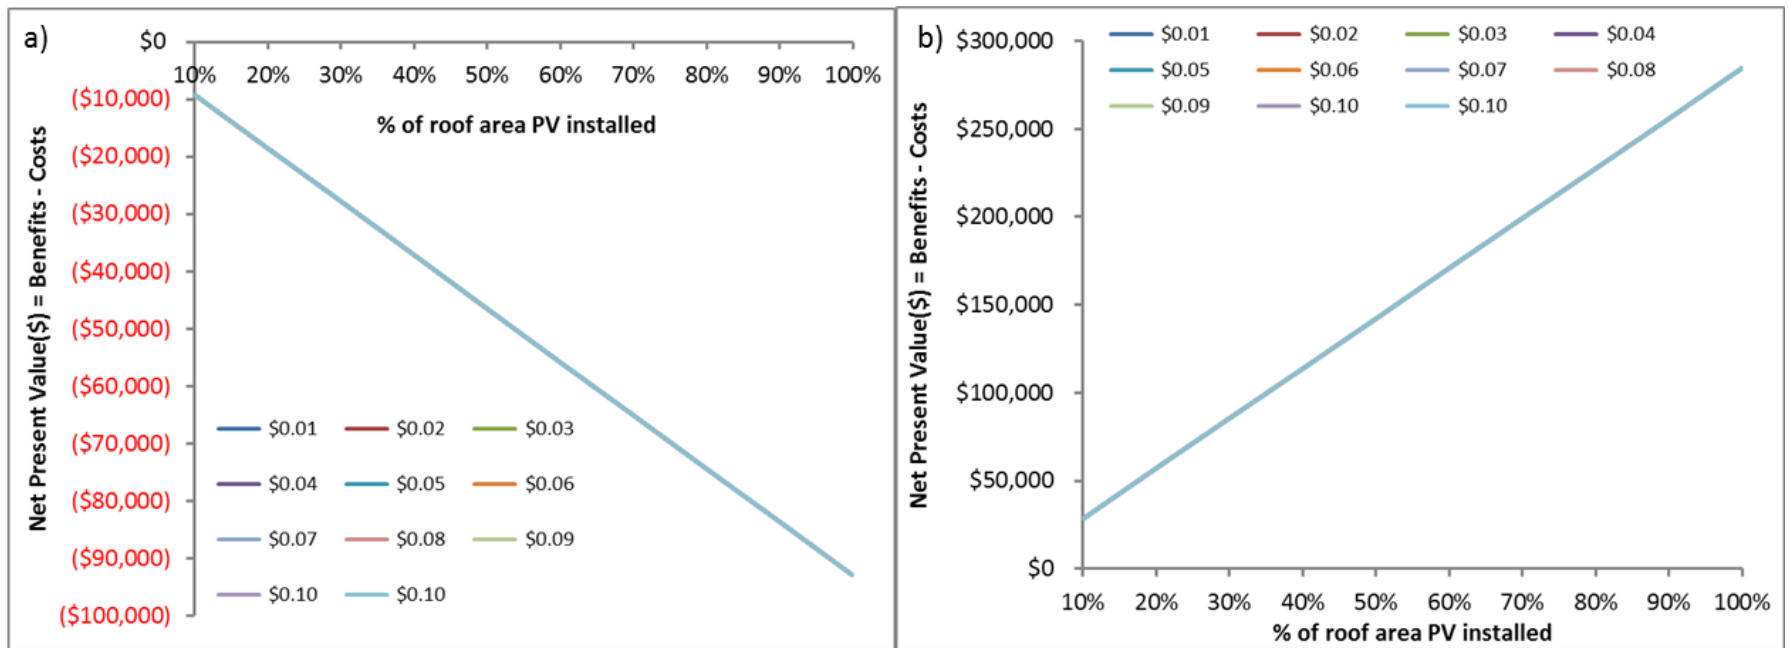 a)
$0
10% 20% 30% 40% 50% 60% 70% 80% 90% 100%
% of roof area PV installed
($10,000)
($20,000)
($30,000)
($40,000)
($50,000)
($60,000)
($70,000)
($80,000)
($90,000)
($100,000)
Net Present Value($) = Benefits - Costs
$0.01 $0.02 $0.03
$0.04 $0.05 $0.06
$0.07 $0.08 $0.09
$0.10 $0.10
b)
$0.01 $0.02 $0.03 $0.04
$0.05 $0.06 $0.07 $0.08
$0.09 $0.10 $0.10
$300,000
$250,000
$200,000
$150,000
$100,000
$50,000
$0
Net Present Value($) = Benefits - Costs
10% 20% 30% 40% 50% 60% 70% 80% 90% 100%
% of roof area PV installed